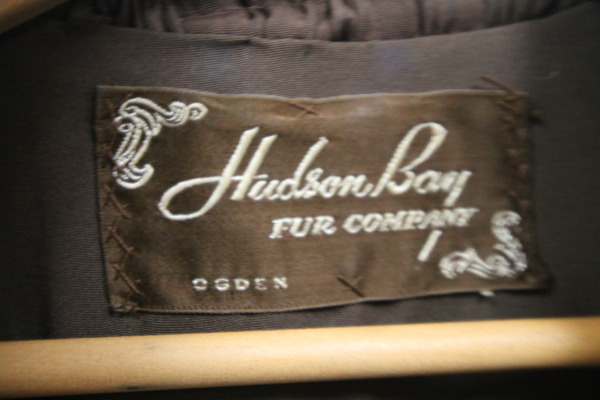 Hudson Bay
FUR COMPANY
OGDEN